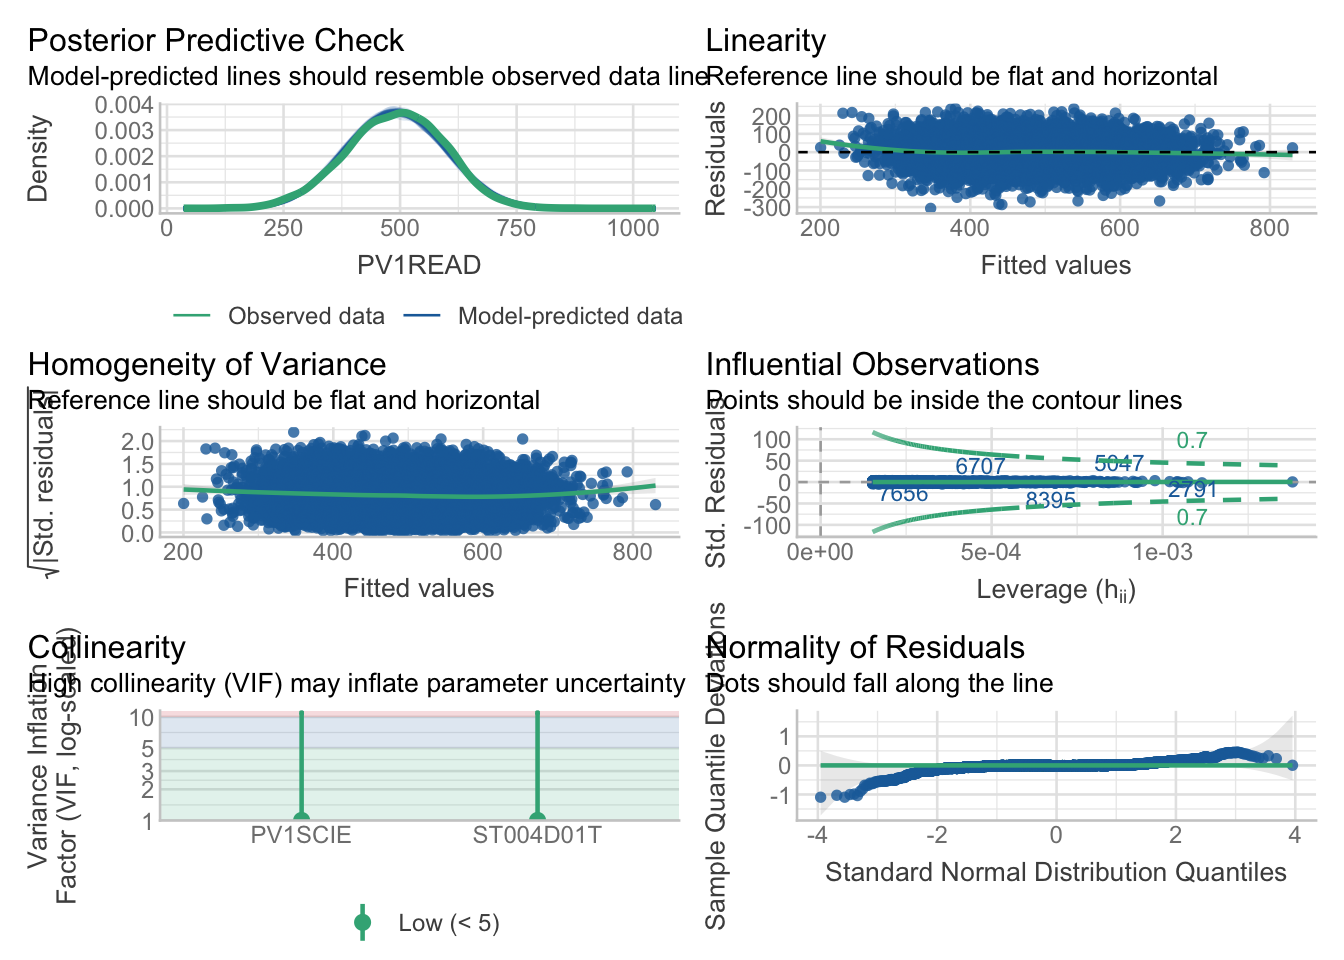 Posterior Predictive Check
Model-predicted lines should resemble observed data line
Density
0.004
0.003
0.002
0.001
0.000
0 250 500 750 1000
PV1READ
Observed data Model-predicted data
Linearity
Reference line should be flat and horizontal
Residuals
200
100
0
-100
-200
-300
200 400 600 800
Fitted values
Homogeneity of Variance
Reference line should be flat and horizontal
√|Std. residuals|
2.0
1.5
1.0
0.5
0.0
200 400 600 800
Fitted values
Influential Observations
Points should be inside the contour lines
Std. Residuals
100
50
0
-50
-100
0.7
6707 5047
7656 8395 2791
0.7
0e+00 5e-04 1e-03
Leverage (hii)
Collinearity
High collinearity (VIF) may inflate parameter uncertainty
Variance Inflation
Factor (VIF, log-scaled)
10
5
3
2
1
PV1SCIE ST004D01T
Low (< 5)
Normality of Residuals
Dots should fall along the line
Sample Quantile Deviations
1
0
-1
-4 -2 0 2 4
Standard Normal Distribution Quantiles